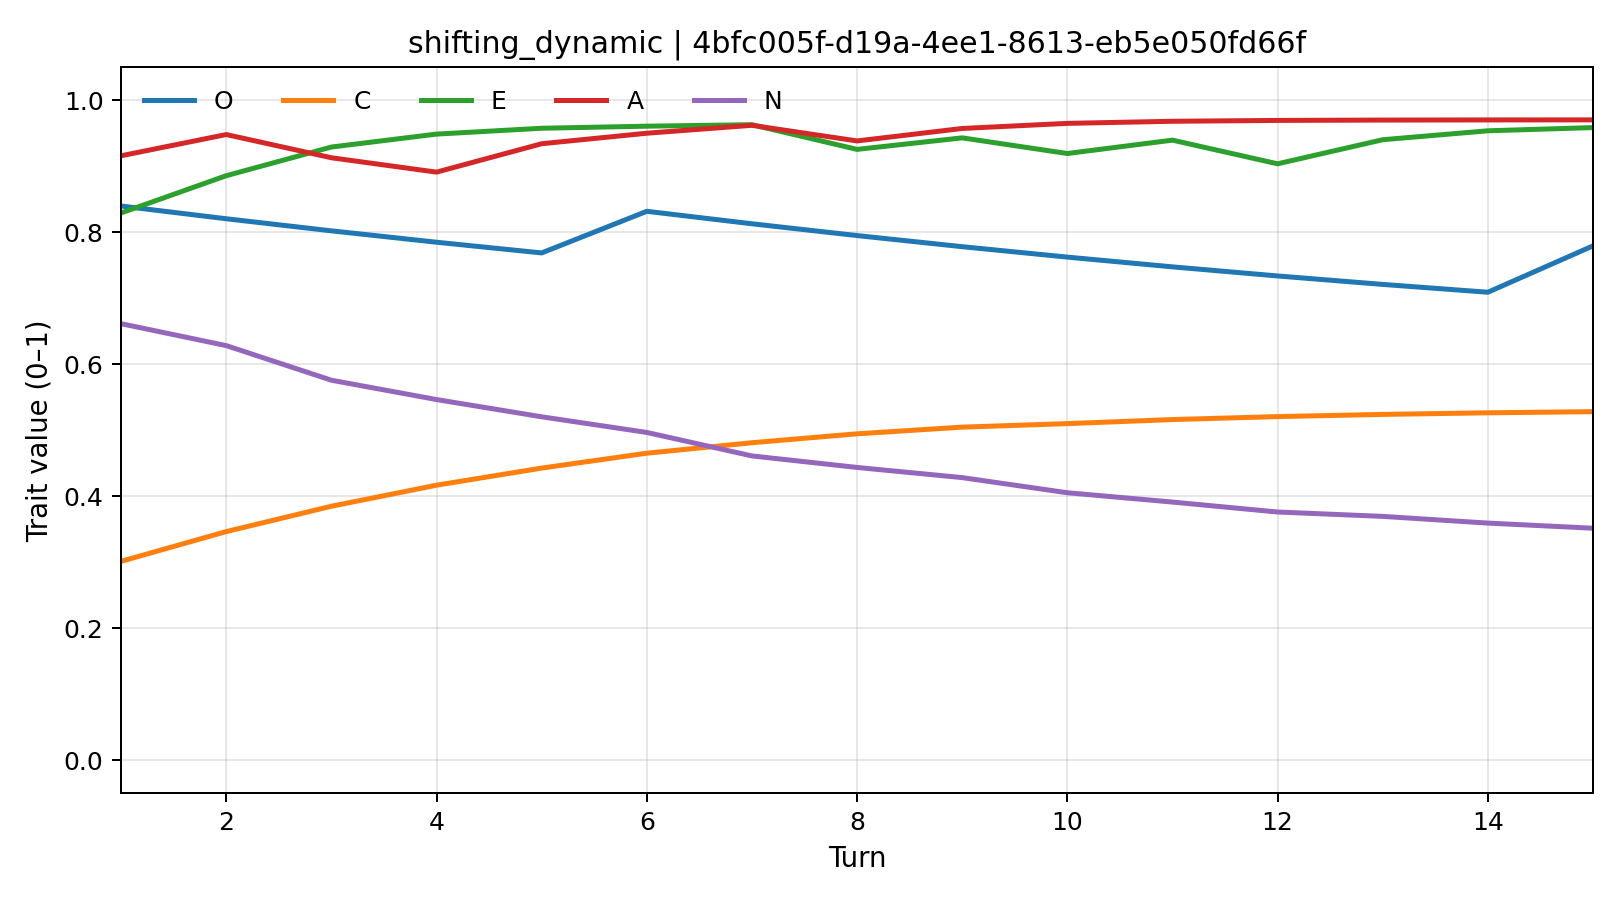 shifting_dynamic | 4bfc005f-d19a-4ee1-8613-eb5e050fd66f
O C E A N
1.0
0.8
0.6
0.4
0.2
0.0
Trait value (0–1)
2 4 6 8 10 12 14
Turn